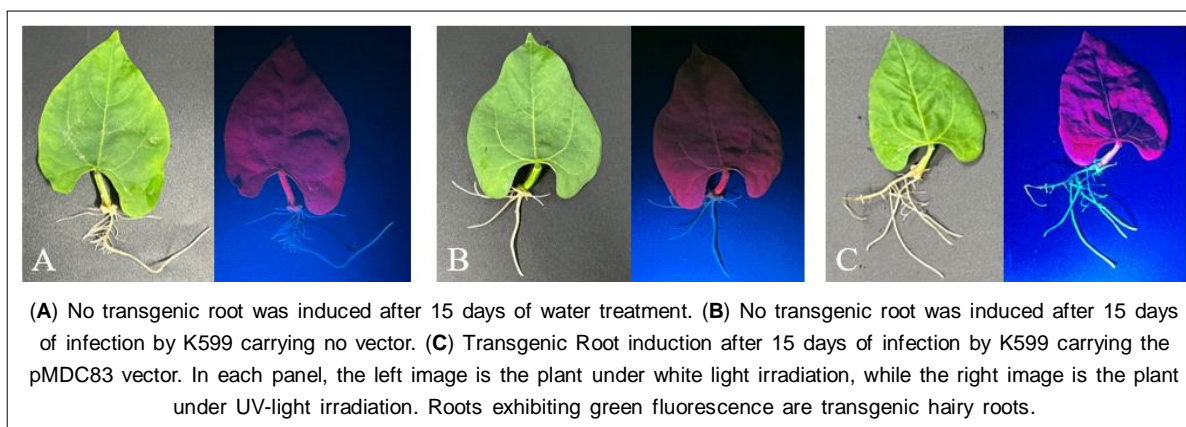 A
B
C
(A) No transgenic root was induced after 15 days of water treatment. (B) No transgenic root was induced after 15 days
of infection by K599 carrying no vector. (C) Transgenic Root induction after 15 days of infection by K599 carrying the
pMDC83 vector. In each panel, the left image is the plant under white light irradiation, while the right image is the plant
under UV-light irradiation. Roots exhibiting green fluorescence are transgenic hairy roots.